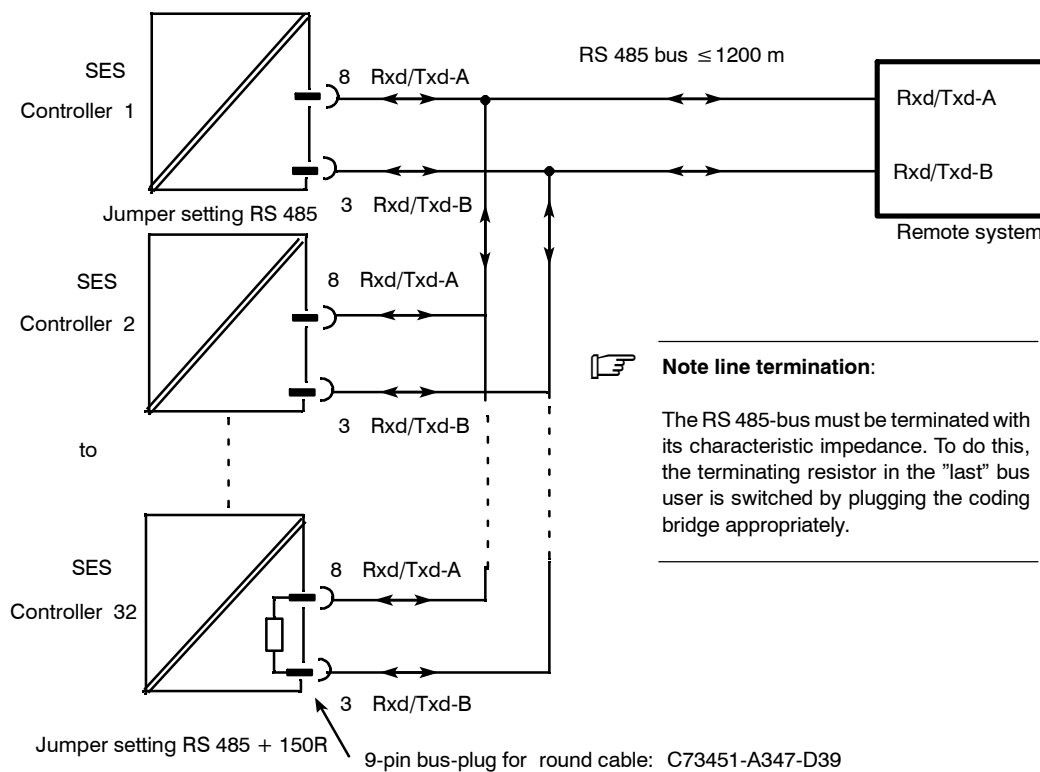 RS 485 bus ≤ 1200 m
SES
Controller 1
8 Rxd/Txd-A
Rxd/Txd-A
3 Rxd/Txd-B
Rxd/Txd-B
Remote system
Jumper setting RS 485
SES
Controller 2
8 Rxd/Txd-A
3 Rxd/Txd-B
to
Note line termination:
The RS 485-bus must be terminated with
its characteristic impedance. To do this,
the terminating resistor in the ”last” bus
user is switched by plugging the coding
bridge appropriately.
SES
Controller 32
8 Rxd/Txd-A
3 Rxd/Txd-B
Jumper setting RS 485 + 150R
9-pin bus-plug for round cable: C73451-A347-D39